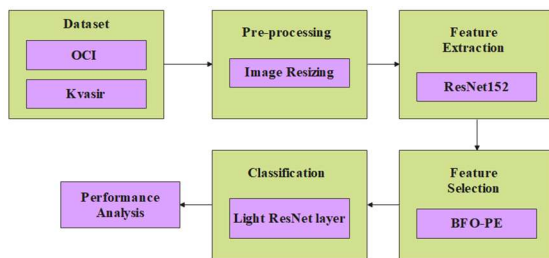 Dataset
OCI
Kvasir
Pre-processing
Image Resizing
Feature
Extraction
ResNet152
Feature
Selection
BFO-PE
Classification
Light ResNet layer
Performance
Analysis